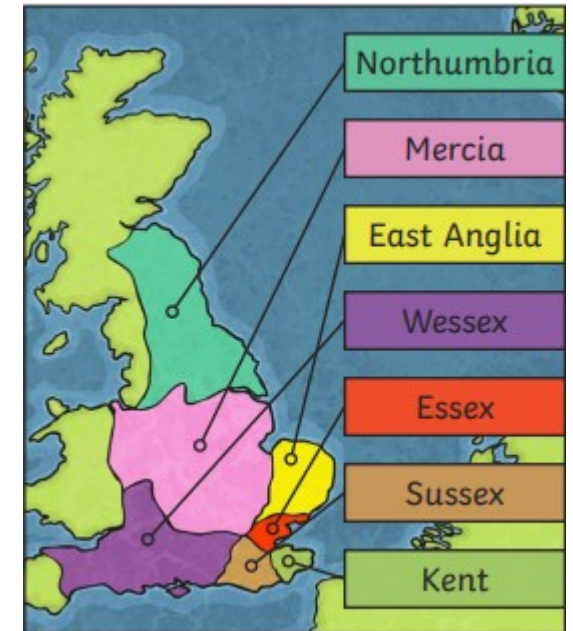 Northumbria
Mercia
East Anglia
Wessex
Essex
Sussex
Kent